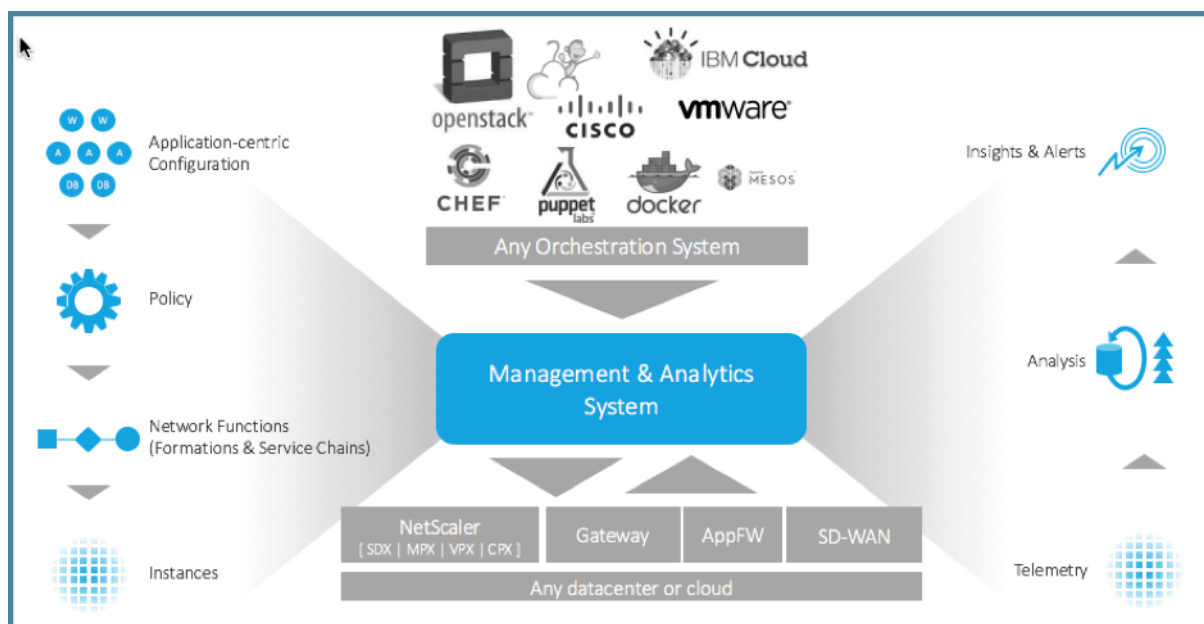 openstack™
IBM Cloud
CISCO
vmware®
CHEF™
puppet
labs
docker
MESOS
Any Orchestration System
W W
A A A
DB DB
Application-centric
Configuration
Policy
Network Functions
(Formations & Service Chains)
Instances
Management & Analytics
System
NetScaler
[ SDX | MPX | VPX | CPX ]
Gateway
AppFW
SD-WAN
Any datacenter or cloud
Insights & Alerts
Analysis
Telemetry